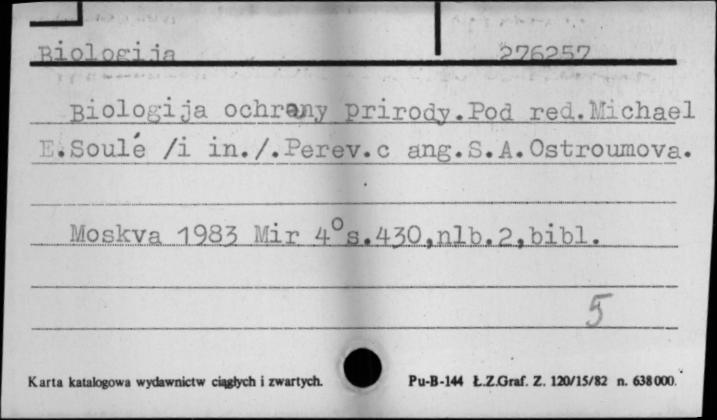 Biologija 276257
Biologija ochrany prirody.Pod red.Michael
E.Soulé /i in./.Perev.c ang.S.A.Ostroumova.
Moskva 1983 Mir 4°s.430,nlb.2,bibl.
5
Karta katalogowa wydawnictw ciągłych i zwartych. Pu-B-144 Ł.Z.Graf. Z. 120/15/82 n. 638000.